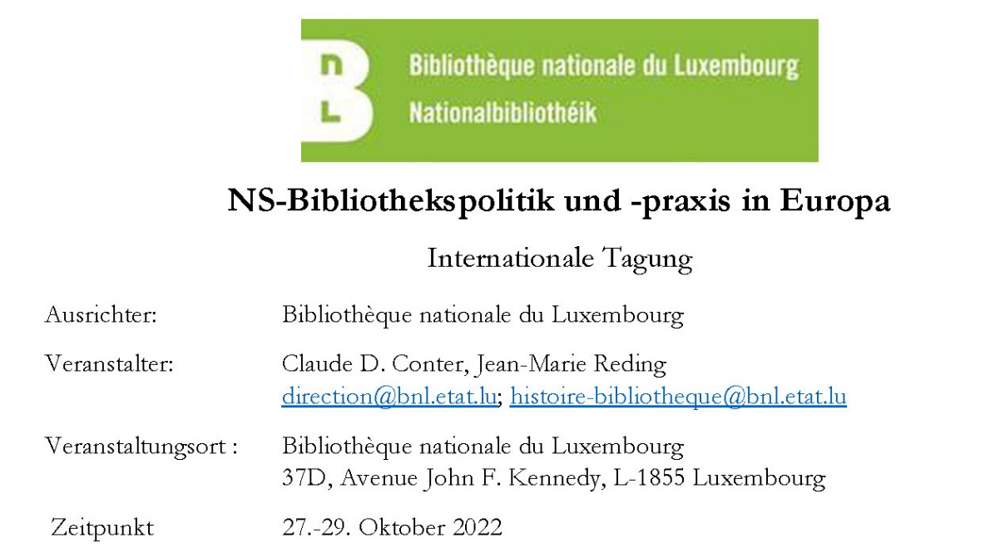 BnL
Bibliothèque nationale du Luxembourg
Nationalbibliothéik
NS-Bibliothekspolitik und -praxis in Europa
Internationale Tagung
Ausrichter: Bibliothèque nationale du Luxembourg
Veranstalter: Claude D. Conter, Jean-Marie Reding
direction@bnl.etat.lu; histoire-bibliotheque@bnl.etat.lu
Veranstaltungsort : Bibliothèque nationale du Luxembourg
37D, Avenue John F. Kennedy, L-1855 Luxembourg
Zeitpunkt 27.-29. Oktober 2022